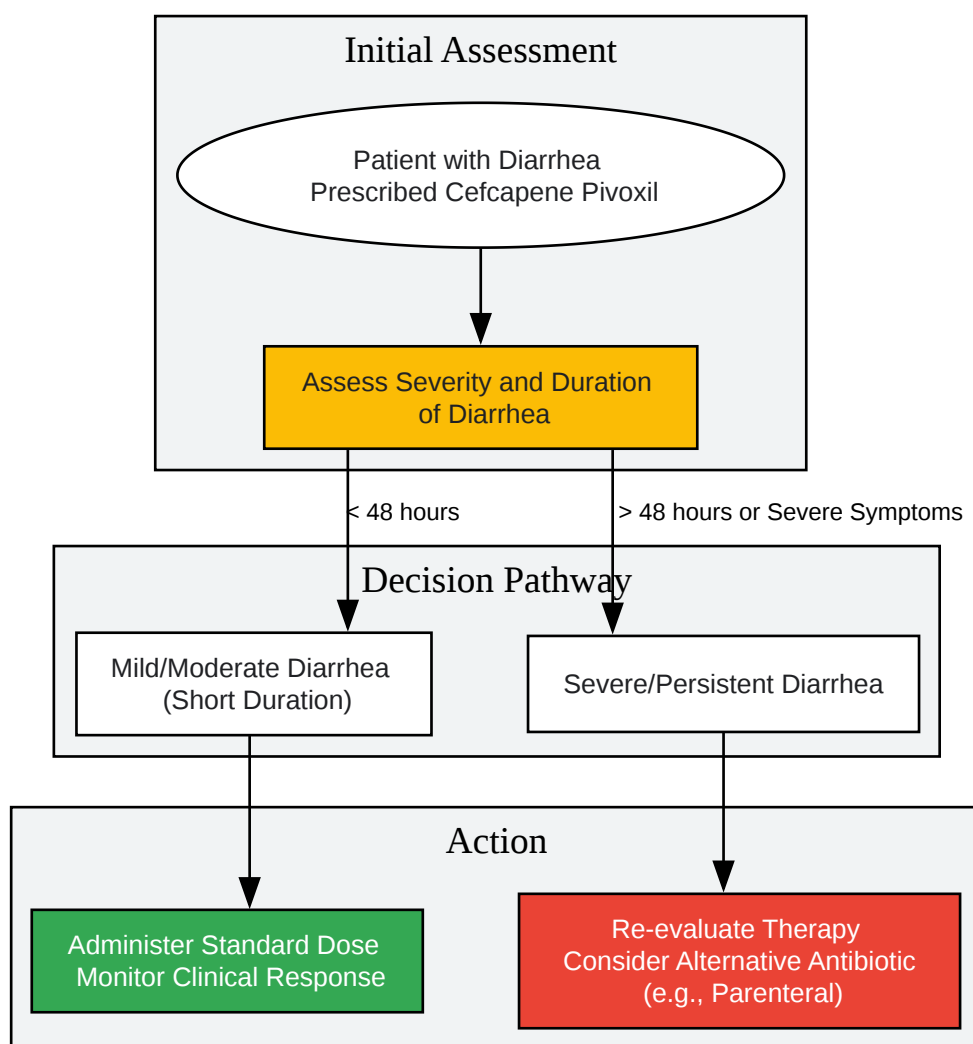 Initial Assessment
Patient with Diarrhea
Prescribed Cefcapene Pivoxil
Assess Severity and Duration
of Diarrhea
< 48 hours
> 48 hours or Severe Symptoms
Decision Pathway
Mild/Moderate Diarrhea
(Short Duration)
Severe/Persistent Diarrhea
Action
Administer Standard Dose
Monitor Clinical Response
Re-evaluate Therapy
Consider Alternative Antibiotic
(e.g., Parenteral)